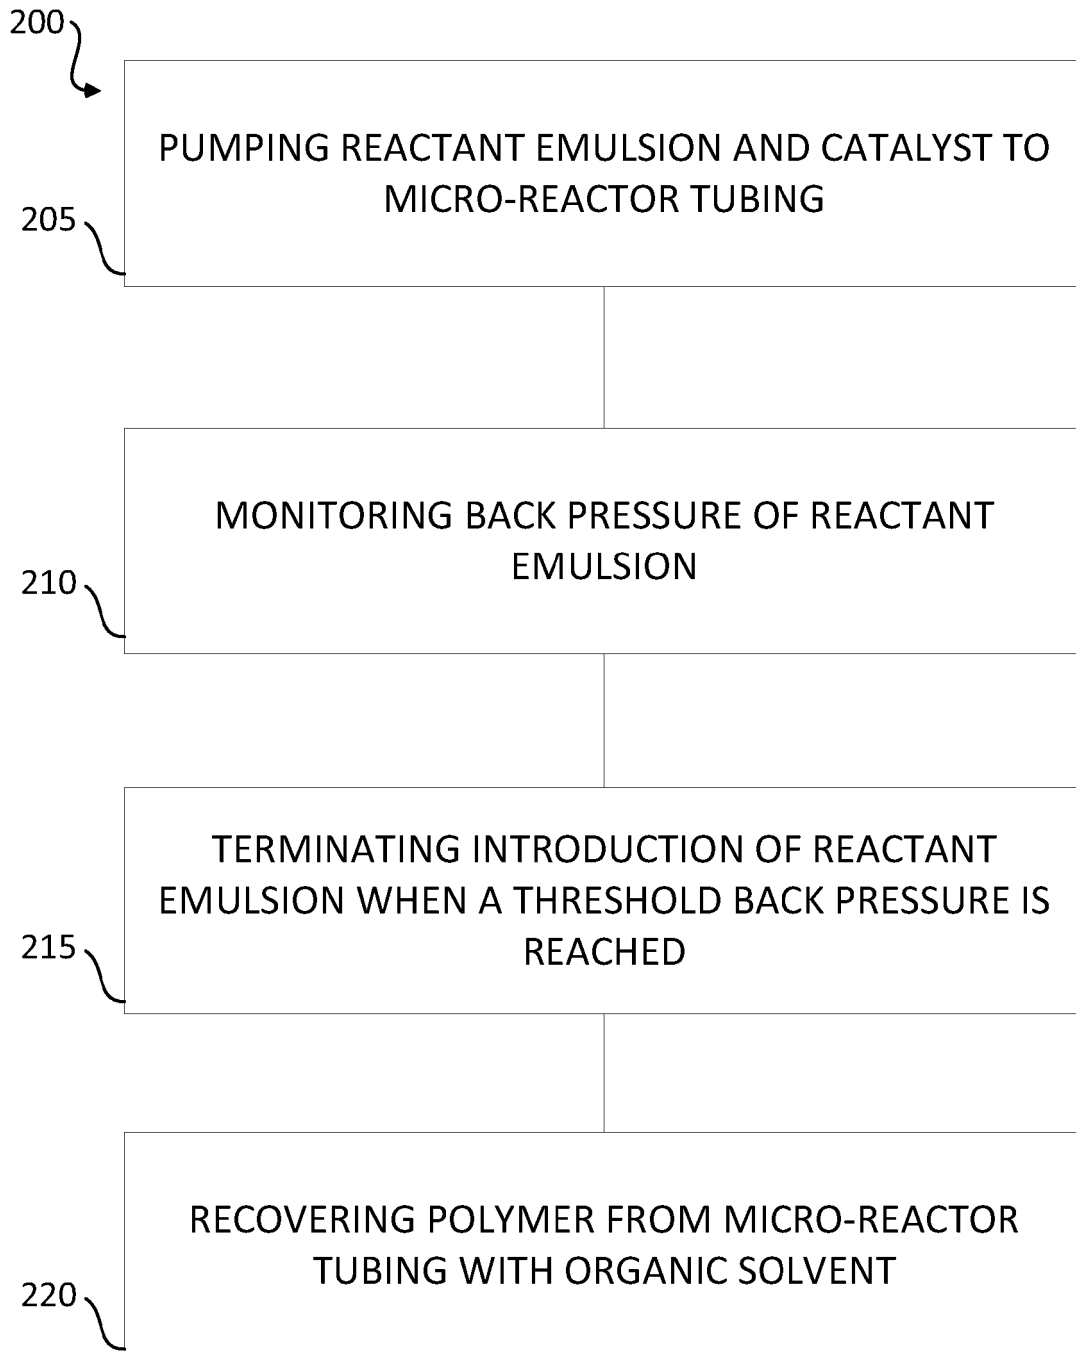 200
PUMPING REACTANT EMULSION AND CATALYST TO
MICRO-REACTOR TUBING
205
MONITORING BACK PRESSURE OF REACTANT
EMULSION
210
TERMINATING INTRODUCTION OF REACTANT
EMULSION WHEN A THRESHOLD BACK PRESSURE IS
REACHED
215
RECOVERING POLYMER FROM MICRO-REACTOR
TUBING WITH ORGANIC SOLVENT
220